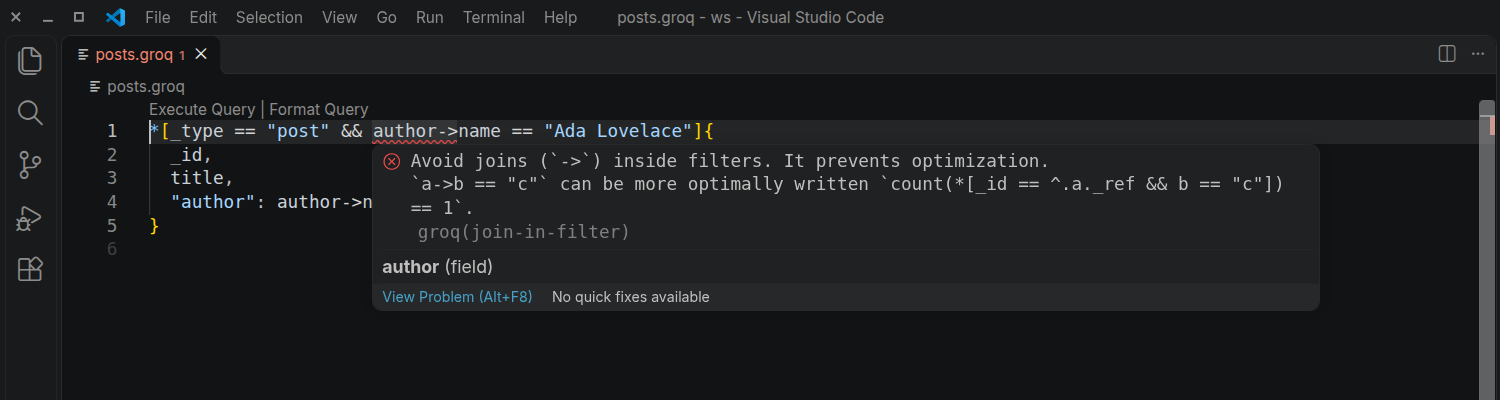 File Edit Selection View Go Run Terminal Help posts.groq - ws - Visual Studio Code
posts.groq 1
posts.groq
Execute Query | Format Query
1 *[_type == "post" && author->name == "Ada Lovelace"]{
2 _id,
3 title,
4 "author": author->n
5 }
6
Avoid joins (`->`) inside filters. It prevents optimization.
`a->b == "c"` can be more optimally written `count(*[_id == ^.a._ref && b == "c"])
== 1`.
groq(join-in-filter)
author (field)
View Problem (Alt+F8) No quick fixes available